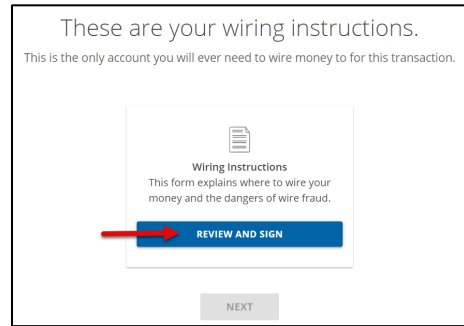 These are your wiring instructions.
This is the only account you will ever need to wire money to for this transaction.
Wiring Instructions
This form explains where to wire your
money and the dangers of wire fraud.
REVIEW AND SIGN
NEXT